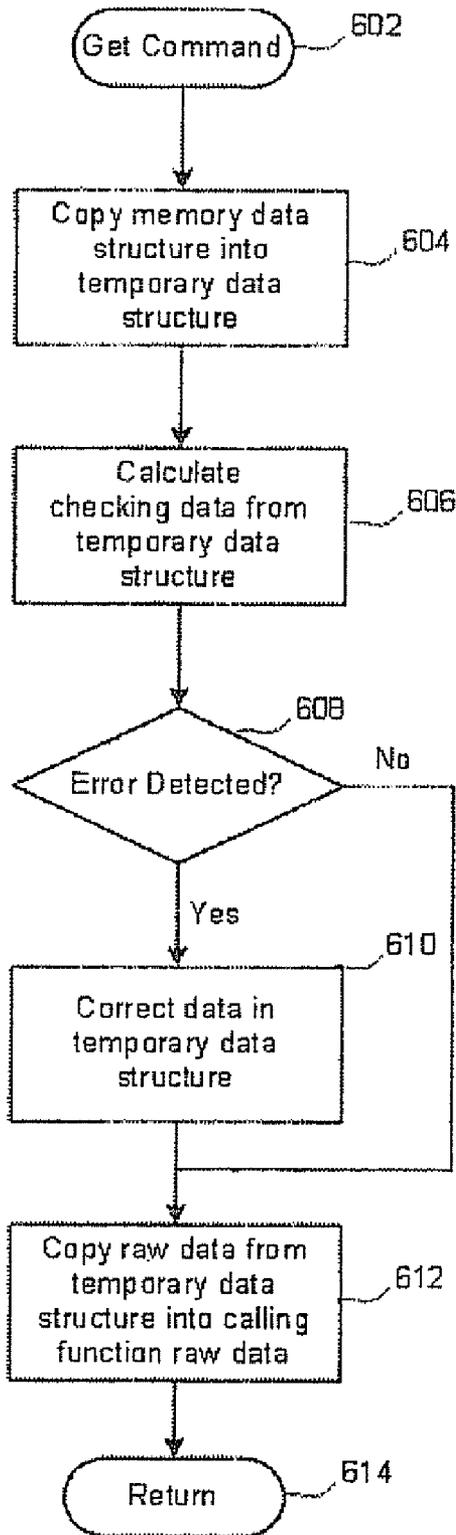 Get Command
602
Copy memory data
structure into
temporary data
structure
604
Calculate
checking data from
temporary data
structure
606
608
Error Detected?
No
Yes
610
Correct data in
temporary data
structure
Copy raw data from
temporary data
structure into calling
function raw data
612
Return
614